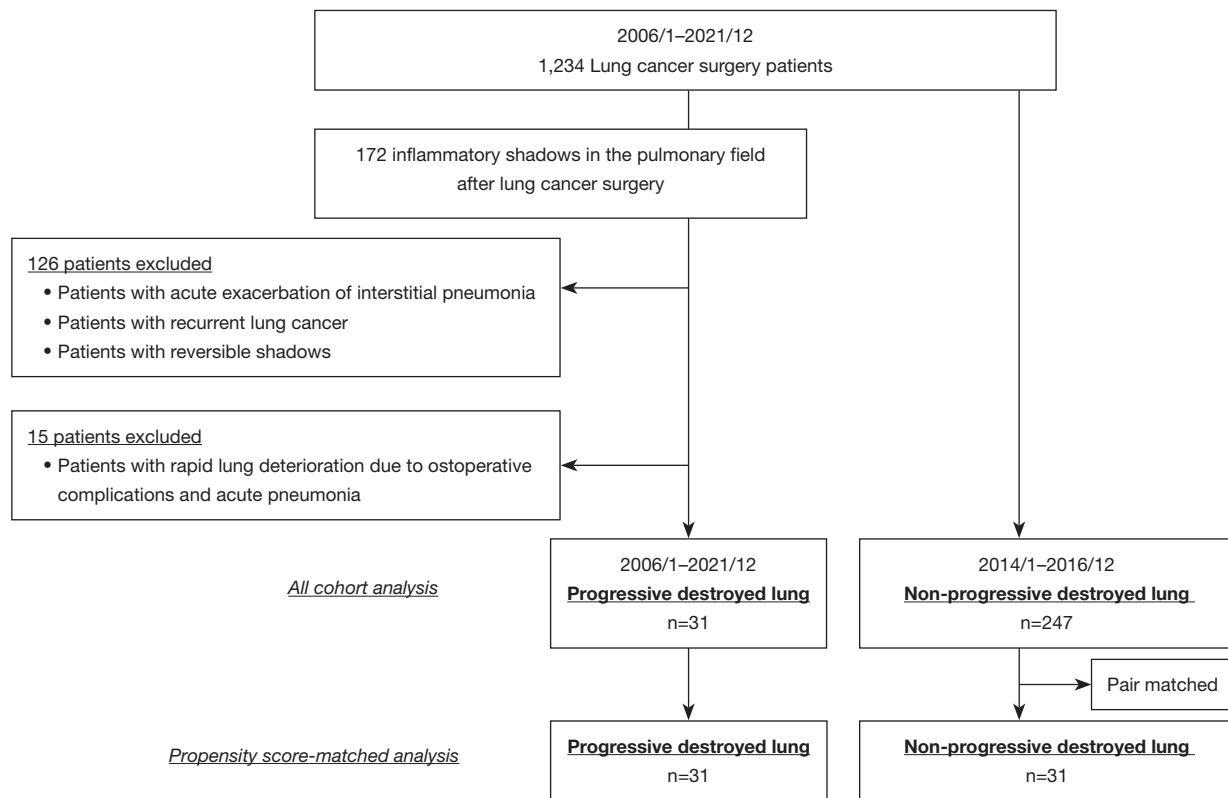 2006/1–2021/12
1,234 Lung cancer surgery patients
172 inflammatory shadows in the pulmonary field
after lung cancer surgery
126 patients excluded
• Patients with acute exacerbation of interstitial pneumonia
• Patients with recurrent lung cancer
• Patients with reversible shadows
15 patients excluded
• Patients with rapid lung deterioration due to ostoperative
complications and acute pneumonia
All cohort analysis
2006/1–2021/12
Progressive destroyed lung
n=31
2014/1–2016/12
Non-progressive destroyed lung
n=247
Pair matched
Propensity score-matched analysis
Progressive destroyed lung
n=31
Non-progressive destroyed lung
n=31